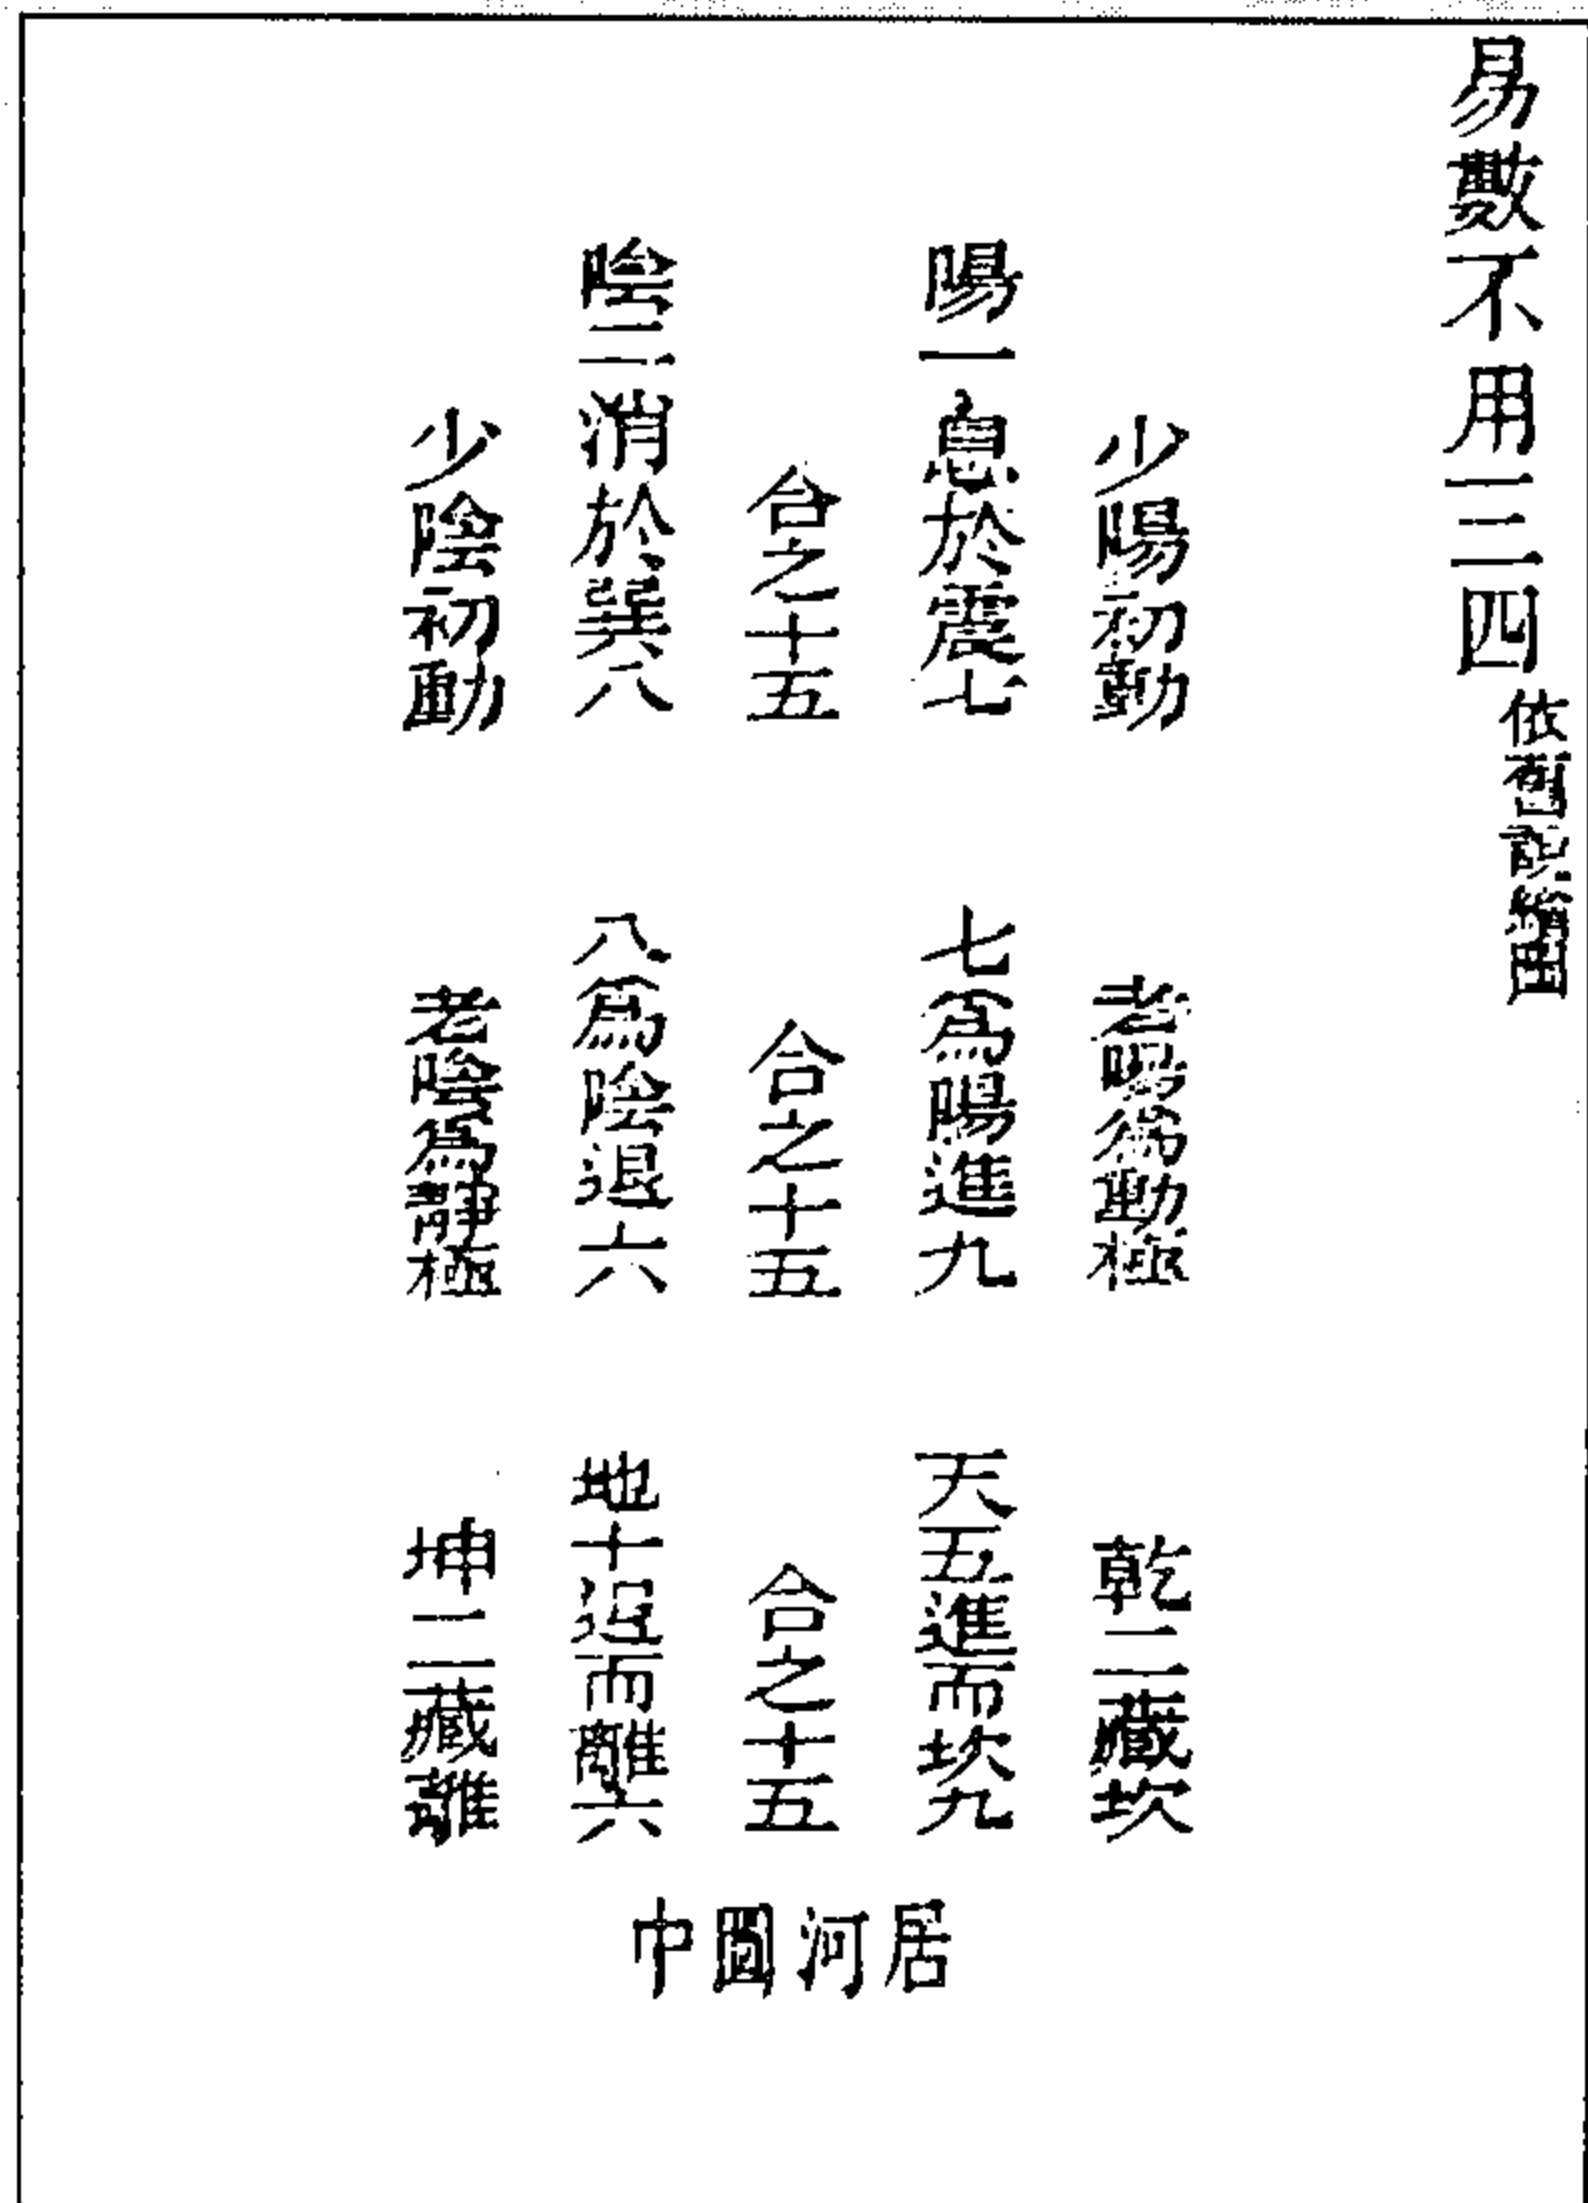 易數不用三四
依說繪圖
少陽初動 老陽爲動極 乾二藏坎
陽一息於震七 七爲陽進九 天五進而坎九
合之十五 合之十五 合之十五
陰二消於巽八 八爲陰退六 地十退而離六
少陰初動 老陰爲靜極 坤二藏離
居河圖中